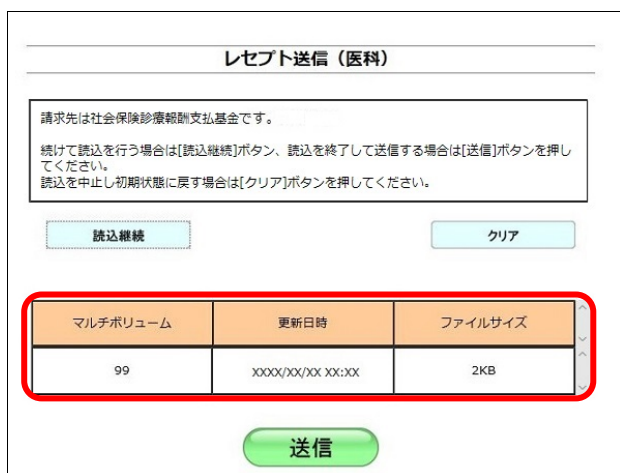 レセプト送信（医科）
請求先は社会保険診療報酬支払基金です。
続けて読込を行う場合は[読込継続]ボタン、読込を終了して送信する場合は[送信]ボタンを押し
てください。
読込を中止し初期状態に戻す場合は[クリア]ボタンを押してください。
読込継続 クリア
マルチボリューム 更新日時 ファイルサイズ
99 XXXX/XX/XX XX:XX 2KB
送信